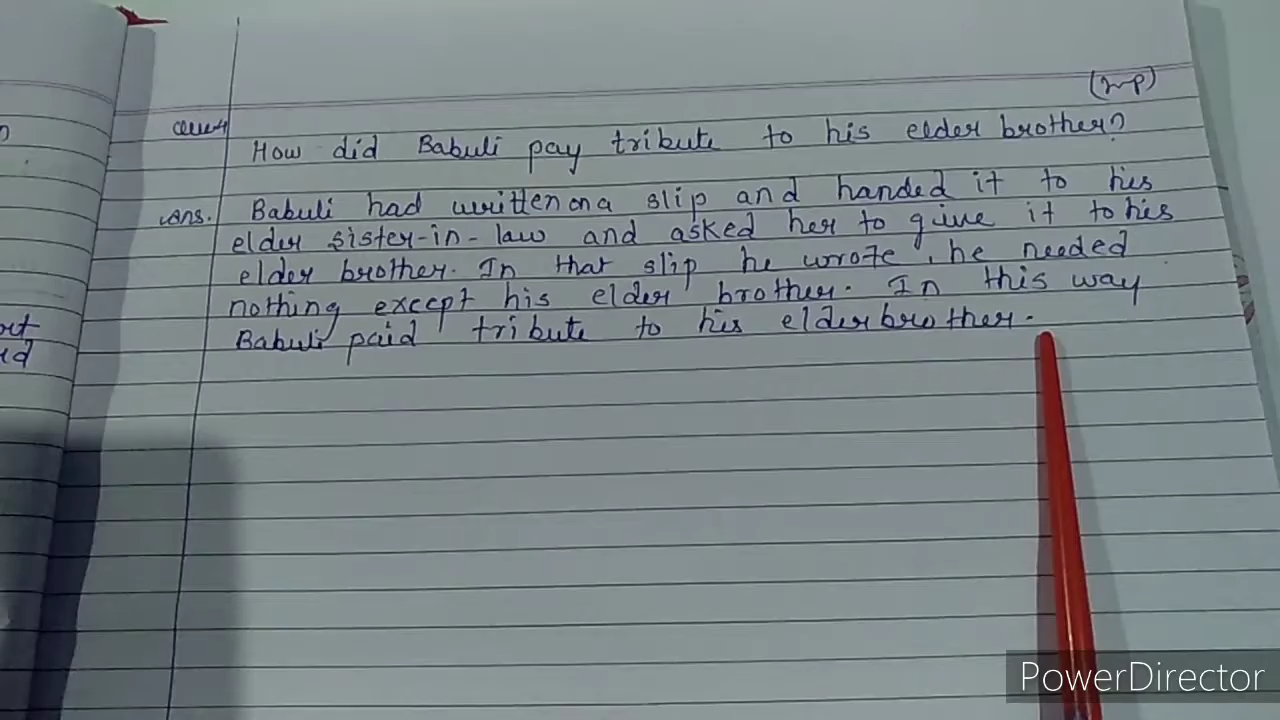 (Imp)
Ques
How did Babuli pay tribute to his elder brother?
Ans. Babuli had written on a slip and handed it to his
elder sister-in-law and asked her to give it to his
elder brother. In that slip he wrote, he needed
nothing except his elder brother. In this way
Babuli paid tribute to his elder brother.
PowerDirector